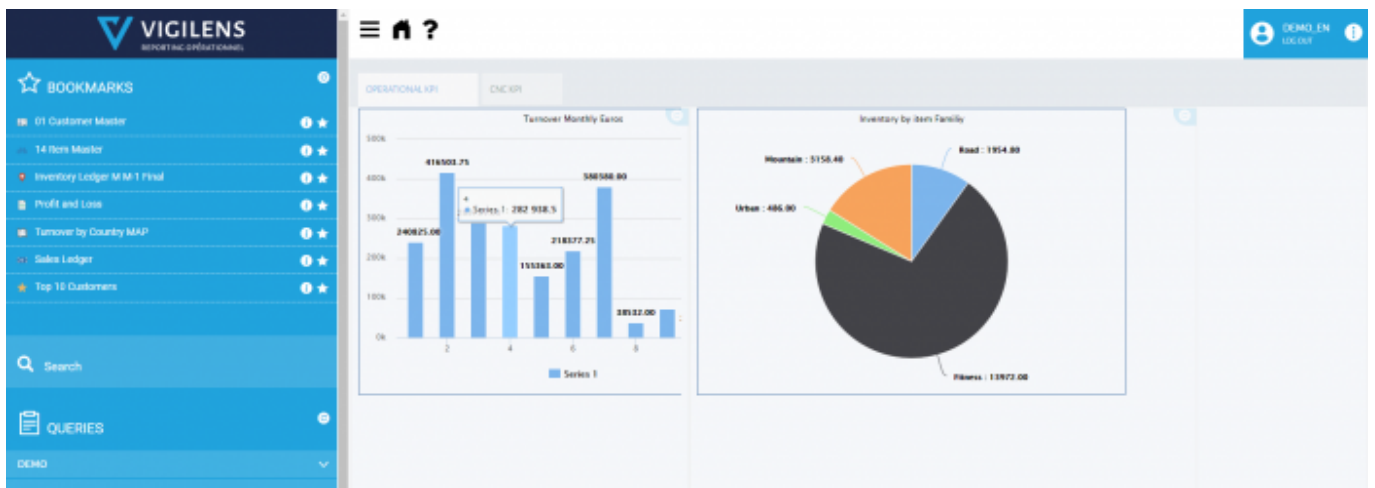 VIGILENS
REPORTING OPÉRATIONNEL
DEMO_EN
LOG OUT
BOOKMARKS
01 Customer Master
14 Item Master
Inventory Ledger M M-1 Final
Profit and Loss
Turnover by Country MAP
Sales Ledger
Top 10 Customers
Search
QUERIES
DEMO
OPERATIONAL KPI
CNC KPI
Turnover Monthly Euros
500k
400k
300k
200k
100k
0k
240825.00
416503.75
4
Series 1: 282 938.5
155363.00
218377.25
380580.00
38532.00
2
4
6
8
Series 1
Inventory by item Familiy
Mountain : 3158.40
Road : 1954.00
Urban : 486.00
Fitness : 13972.00